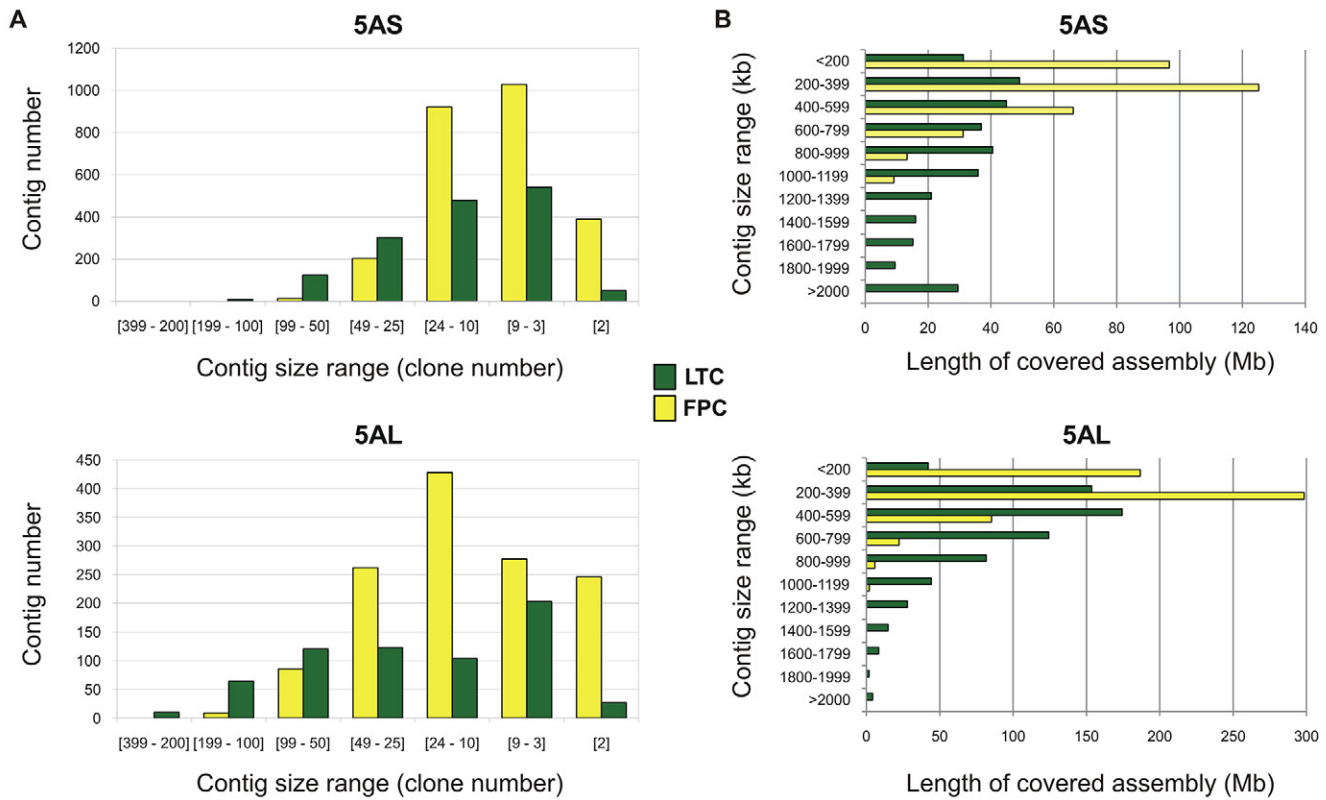 A
5AS
Contig number
1200
1000
800
600
400
200
0
[399 - 200] [199 - 100] [99 - 50] [49 - 25] [24 - 10] [9 - 3] [2]
Contig size range (clone number)
B
5AS
Contig size range (kb)
<200
200-399
400-599
600-799
800-999
1000-1199
1200-1399
1400-1599
1600-1799
1800-1999
>2000
0 20 40 60 80 100 120 140
Length of covered assembly (Mb)
LTC
FPC
5AL
Contig number
450
400
350
300
250
200
150
100
50
0
[399 - 200] [199 - 100] [99 - 50] [49 - 25] [24 - 10] [9 - 3] [2]
Contig size range (clone number)
5AL
Contig size range (kb)
<200
200-399
400-599
600-799
800-999
1000-1199
1200-1399
1400-1599
1600-1799
1800-1999
>2000
0 50 100 150 200 250 300
Length of covered assembly (Mb)